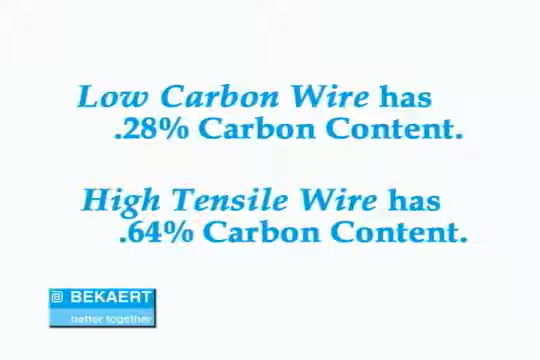 Low Carbon Wire has
.28% Carbon Content.
High Tensile Wire has
.64% Carbon Content.
BEKAERT
better together